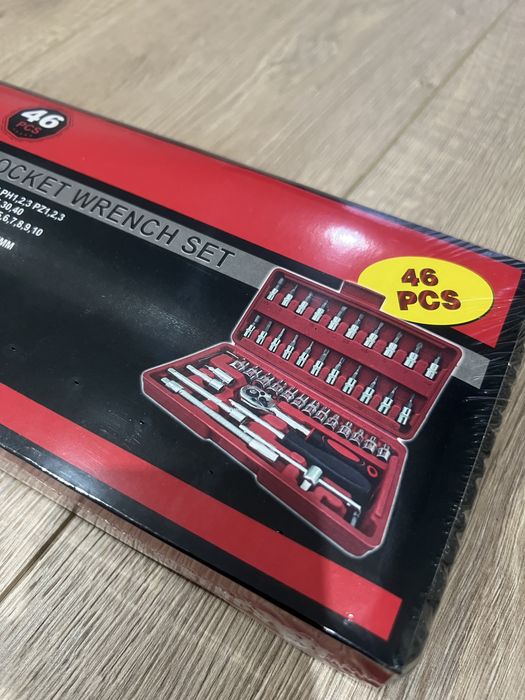 46
PCS
OCKET WRENCH SET
PH1,2,3 PZ1,2,3
30,40
5,6,7,8,9,10
MM
46
PCS